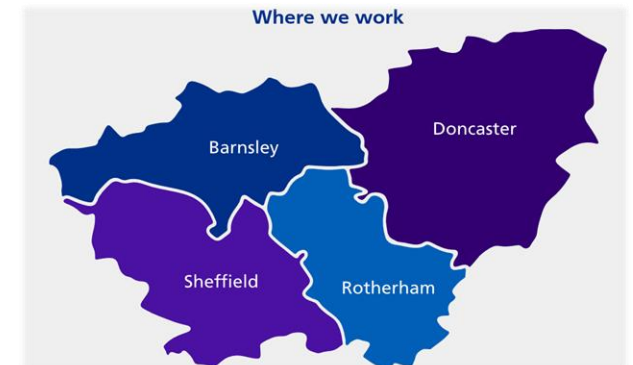 Where we work
Doncaster
Barnsley
Sheffield
Rotherham